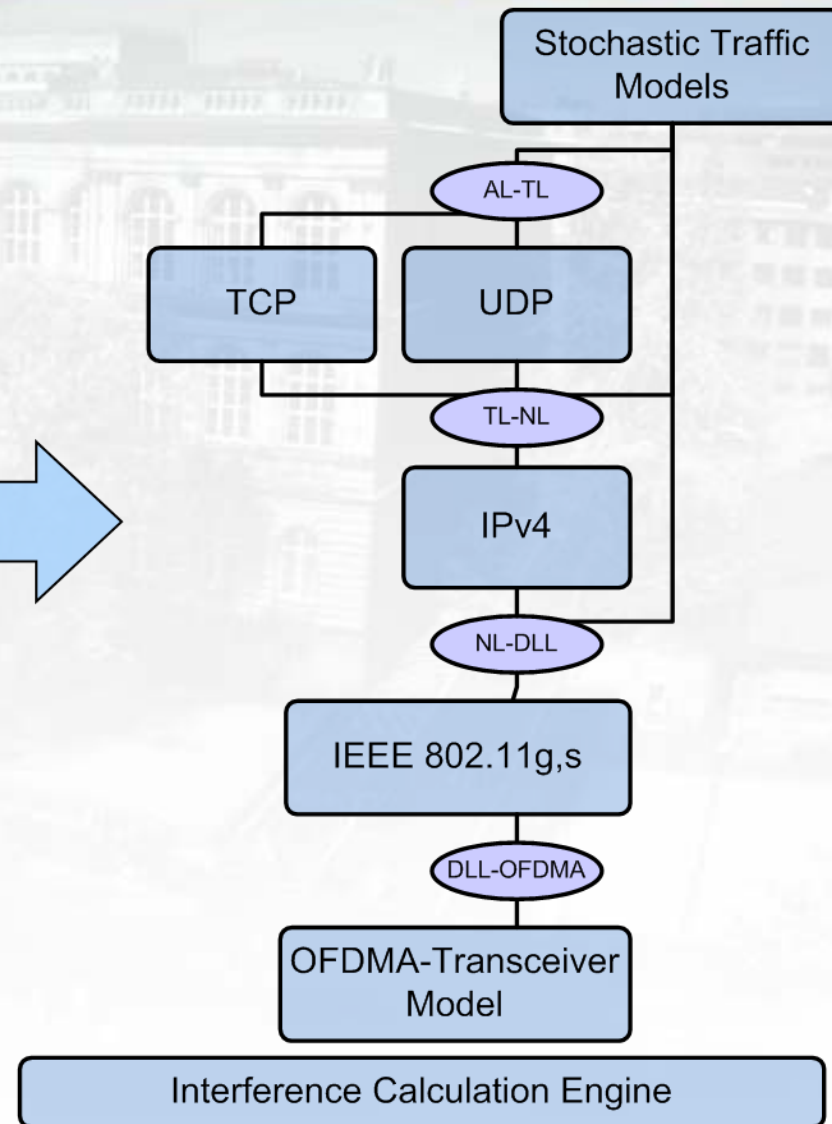 Stochastic Traffic
Models
AL-TL
TCP
UDP
TL-NL
IPv4
NL-DLL
IEEE 802.11g,s
DLL-OFDMA
OFDMA-Transceiver
Model
Interference Calculation Engine